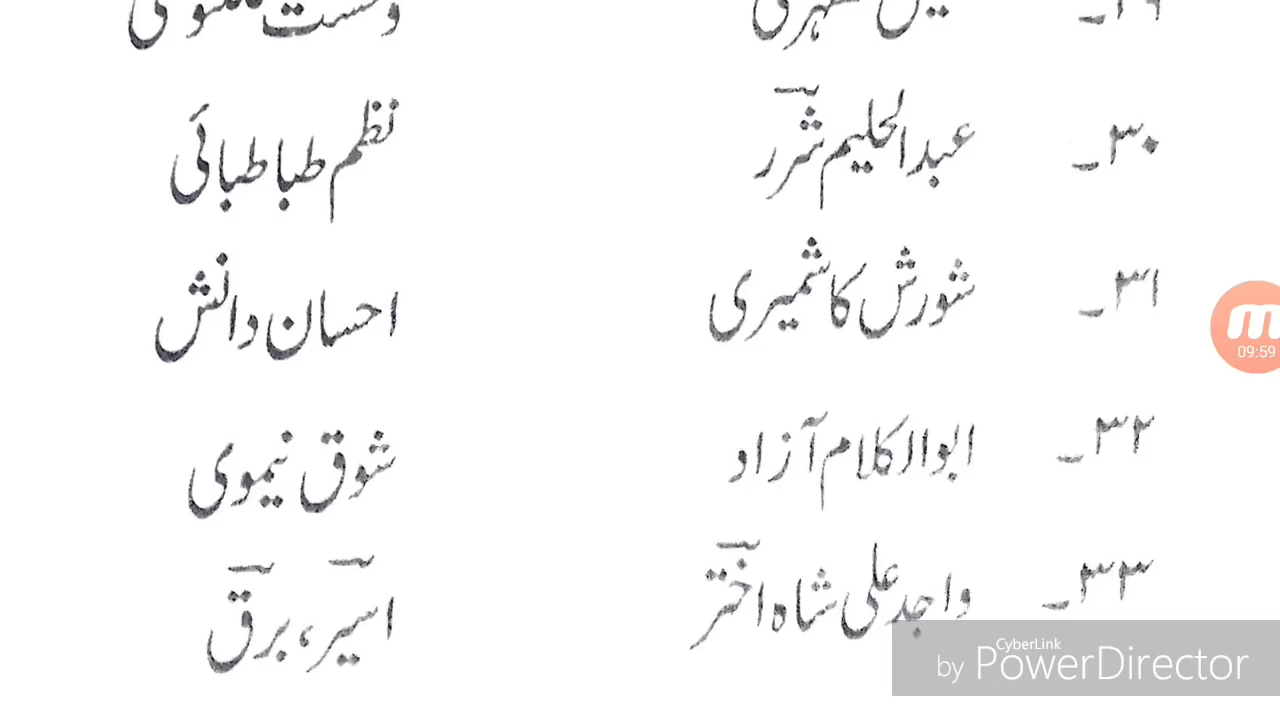 ۳۰۔ عبدالحلیم شررؔ نظم طباطبائی
۳۱۔ شورش کاشمیری احسان دانش
۳۲۔ ابوالکلام آزاد شوق نیموی
۳۳۔ واجد علی شاہ اخترؔ اسیرؔ، برقؔ
09:59
CyberLink
by PowerDirector